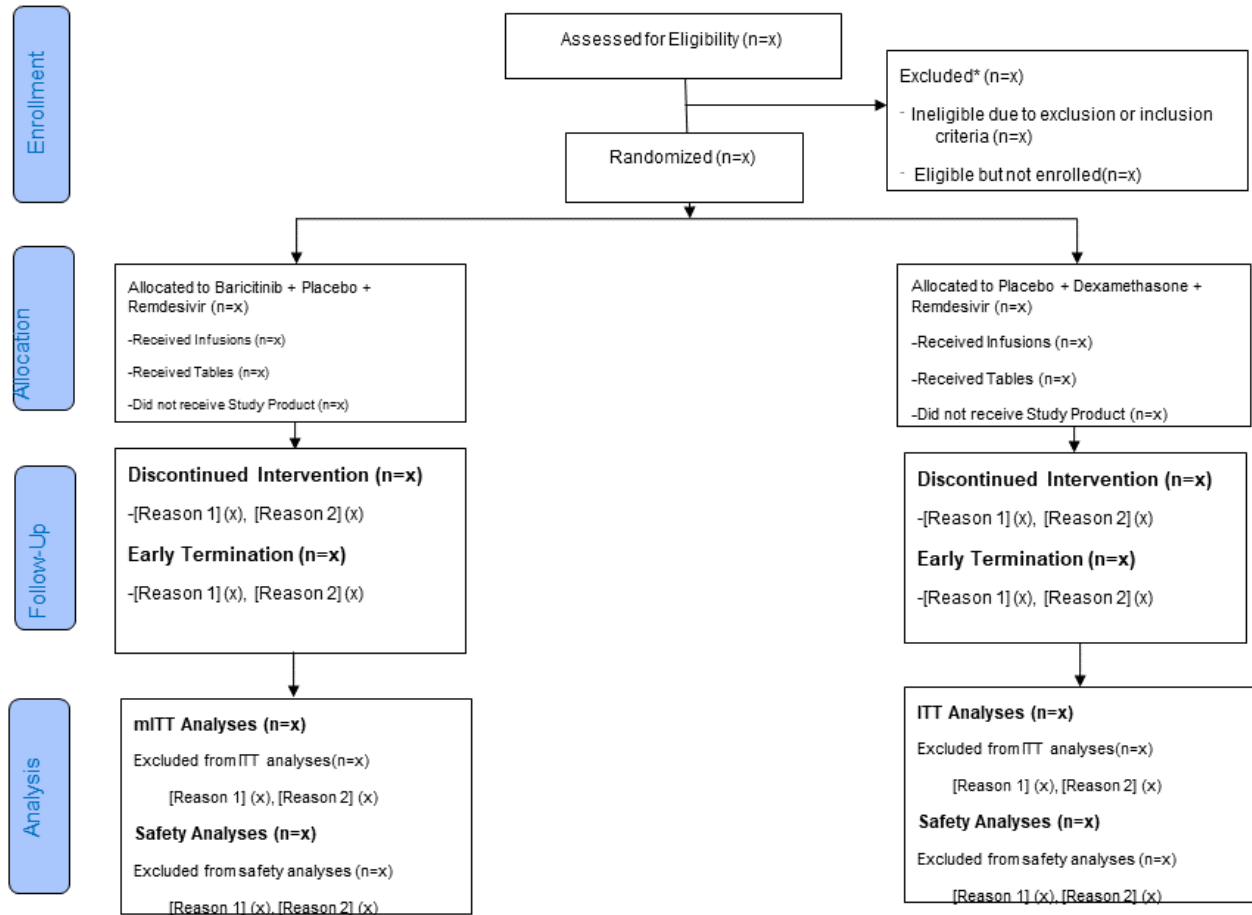 Enrollment
Assessed for Eligibility (n=x)
Excluded* (n=x)
- Ineligible due to exclusion or inclusion
criteria (n=x)
- Eligible but not enrolled(n=x)
Randomized (n=x)
Allocation
Allocated to Baricitinib + Placebo +
Remdesivir (n=x)
-Received Infusions (n=x)
-Received Tables (n=x)
-Did not receive Study Product (n=x)
Allocated to Placebo + Dexamethasone +
Remdesivir (n=x)
-Received Infusions (n=x)
-Received Tables (n=x)
-Did not receive Study Product (n=x)
Follow-Up
Discontinued Intervention (n=x)
-[Reason 1] (x), [Reason 2] (x)
Early Termination (n=x)
-[Reason 1] (x), [Reason 2] (x)
Discontinued Intervention (n=x)
-[Reason 1] (x), [Reason 2] (x)
Early Termination (n=x)
-[Reason 1] (x), [Reason 2] (x)
Analysis
mITT Analyses (n=x)
Excluded from ITT analyses(n=x)
[Reason 1] (x), [Reason 2] (x)
Safety Analyses (n=x)
Excluded from safety analyses (n=x)
[Reason 1] (x), [Reason 2] (x)
ITT Analyses (n=x)
Excluded from ITT analyses(n=x)
[Reason 1] (x), [Reason 2] (x)
Safety Analyses (n=x)
Excluded from safety analyses (n=x)
[Reason 1] (x), [Reason 2] (x)